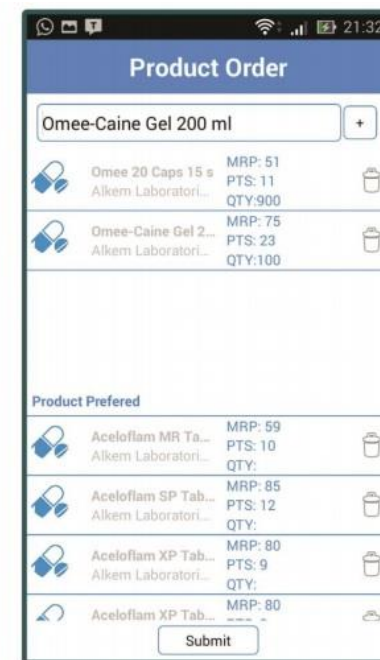 21:32
Product Order
Omee-Caine Gel 200 ml
+
Omee 20 Caps 15 s
Alkem Laboratori...
MRP: 51
PTS: 11
QTY:900
Omee-Caine Gel 2...
Alkem Laboratori...
MRP: 75
PTS: 23
QTY:100
Product Prefered
Aceloflam MR Ta...
Alkem Laboratori...
MRP: 59
PTS: 10
QTY:
Aceloflam SP Tab...
Alkem Laboratori...
MRP: 85
PTS: 12
QTY:
Aceloflam XP Tab...
Alkem Laboratori...
MRP: 80
PTS: 9
QTY:
Aceloflam XP Tab...
MRP: 80
Submit